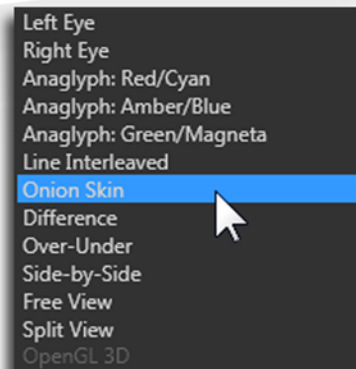 Left Eye
Right Eye
Anaglyph: Red/Cyan
Anaglyph: Amber/Blue
Anaglyph: Green/Magneta
Line Interleaved
Onion Skin
Difference
Over-Under
Side-by-Side
Free View
Split View
OpenGL 3D